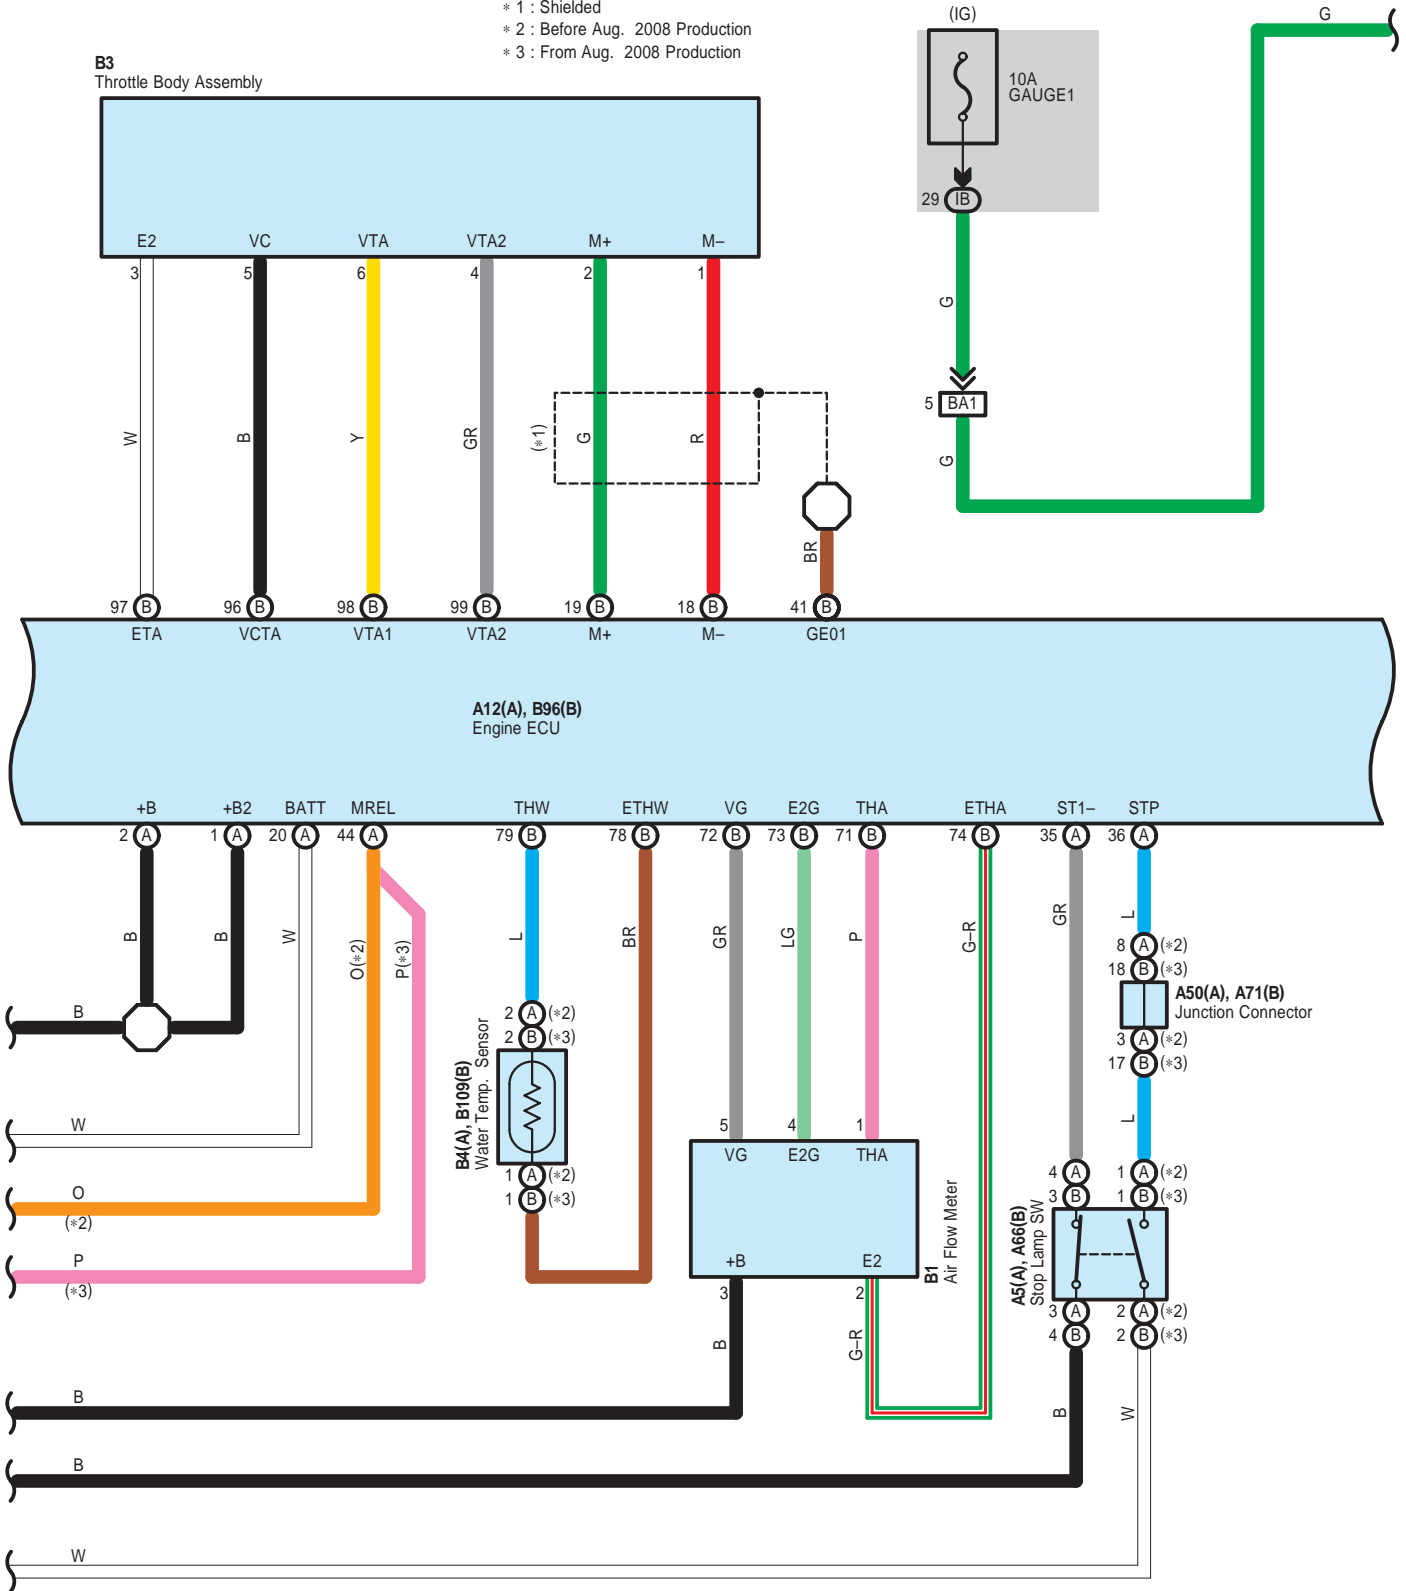 * 1 : Shielded
* 2 : Before Aug. 2008 Production
* 3 : From Aug. 2008 Production
(IG)
G
10A
GAUGE1
29 IB
G
5 BA1
G
B3
Throttle Body Assembly
E2 VC VTA VTA2 M+ M–
3 5 6 4 2 1
W B Y GR (*1) G R
BR
97 B 96 B 98 B 99 B 19 B 18 B 41 B
ETA VCTA VTA1 VTA2 M+ M– GE01
A12(A), B96(B)
Engine ECU
+B +B2 BATT MREL THW ETHW VG E2G THA ETHA ST1– STP
2 A 1 A 20 A 44 A 79 B 78 B 72 B 73 B 71 B 74 B 35 A 36 A
B B W O(*2) P(*3) L BR GR LG P G–R GR L
8 A (*2)
18 B (*3)
A50(A), A71(B)
Junction Connector
3 A (*2)
17 B (*3)
L
B
2 A (*2)
2 B (*3)
B4(A), B109(B)
Water Temp. Sensor
1 A (*2)
1 B (*3)
W
O
(*2)
P
(*3)
5 4 1
VG E2G THA
+B E2
3 2
B1
Air Flow Meter
B G–R
4 A 1 A (*2)
3 B 1 B (*3)
A5(A), A66(B)
Stop Lamp SW
3 A 2 A (*2)
4 B 2 B (*3)
B W
B
B
W